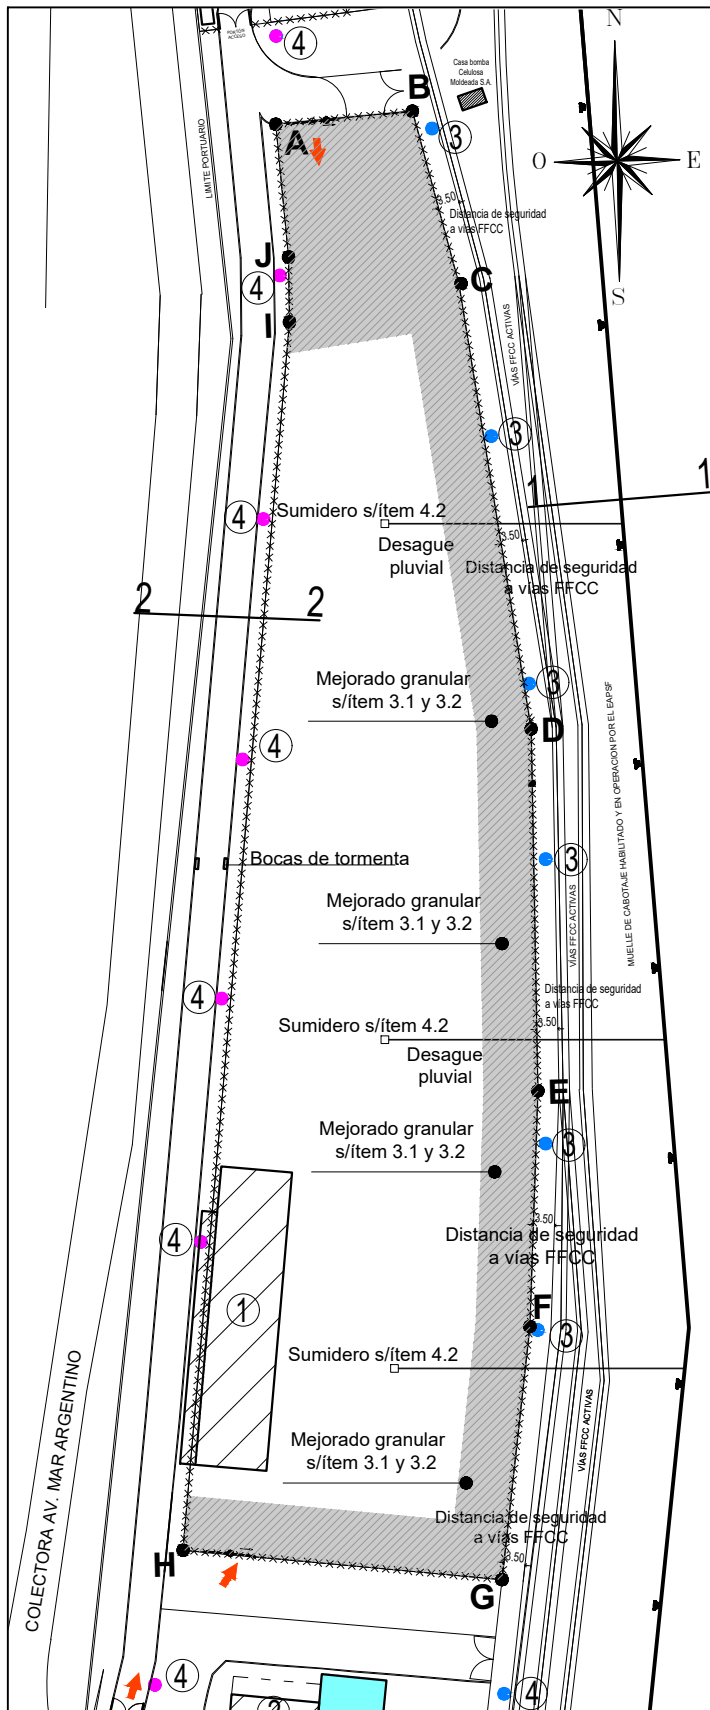 N
4
PORTON
ACCESO
Casa bomba
Celulosa
Moldeada S.A.
B
3
A
LIMITE PORTUARIO
O
E
S
3.50
Distancia de seguridad
a vías FFCC
J
4
C
I
VÍAS FFCC ACTIVAS
3
1
1
4
Sumidero s/ítem 4.2
Desague
pluvial
3.50
Distancia de seguridad
a vías FFCC
2
2
3
Mejorado granular
s/ítem 3.1 y 3.2
D
4
MUELLE DE CABOTAJE HABILITADO Y EN OPERACION POR EL EAPSF
Bocas de tormenta
3
Mejorado granular
s/ítem 3.1 y 3.2
VÍAS FFCC ACTIVAS
4
Distancia de seguridad
a vías FFCC
3.50
Sumidero s/ítem 4.2
Desague
pluvial
E
Mejorado granular
s/ítem 3.1 y 3.2
3
4
3.50
Distancia de seguridad
a vías FFCC
1
F
3
Sumidero s/ítem 4.2
COLECTORA AV. MAR ARGENTINO
VÍAS FFCC ACTIVAS
Mejorado granular
s/ítem 3.1 y 3.2
Distancia de seguridad
a vías FFCC
3.50
H
G
4
4